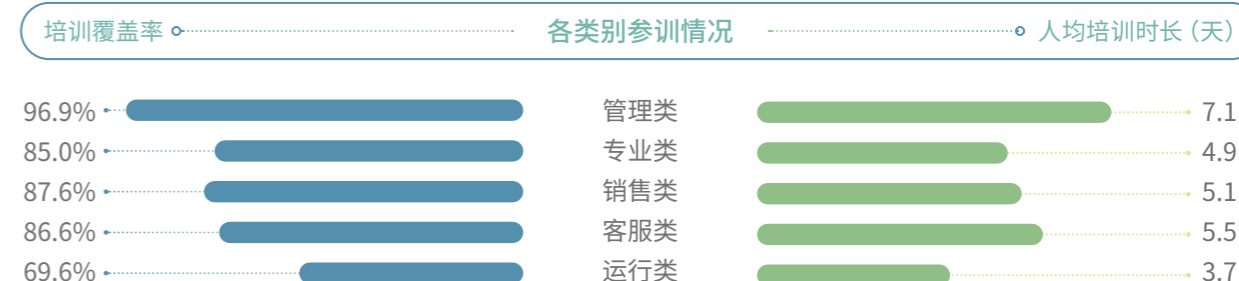 培训覆盖率 各类别参训情况 人均培训时长（天）
96.9% 管理类 7.1
85.0% 专业类 4.9
87.6% 销售类 5.1
86.6% 客服类 5.5
69.6% 运行类 3.7